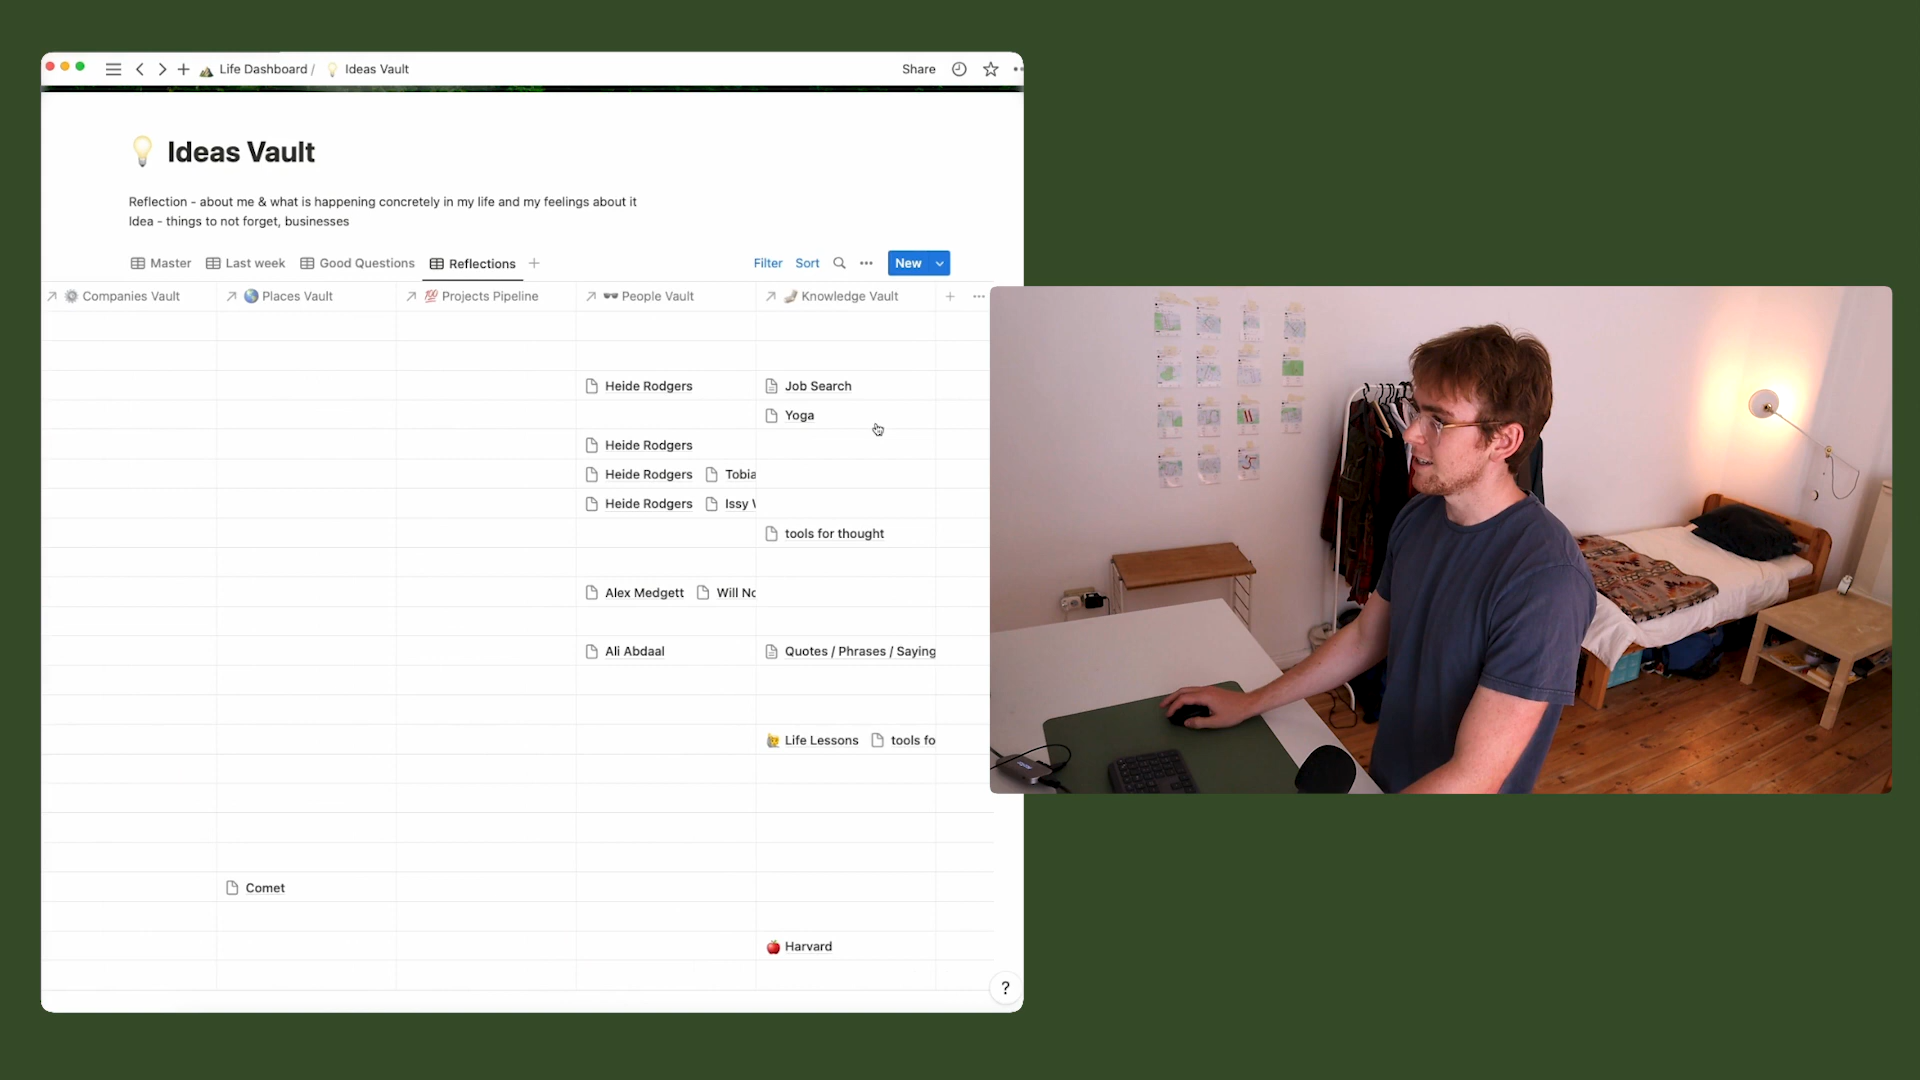 Life Dashboard / Ideas Vault
Share
Ideas Vault
Reflection - about me & what is happening concretely in my life and my feelings about it
Idea - things to not forget, businesses
Master Last week Good Questions Reflections
Filter Sort New
Companies Vault Places Vault Projects Pipeline People Vault Knowledge Vault
Heide Rodgers Job Search
Yoga
Heide Rodgers
Heide Rodgers Tobia
Heide Rodgers Issy
tools for thought
Alex Medgett Will No
Ali Abdaal Quotes / Phrases / Saying
Life Lessons tools fo
Comet
Harvard
?